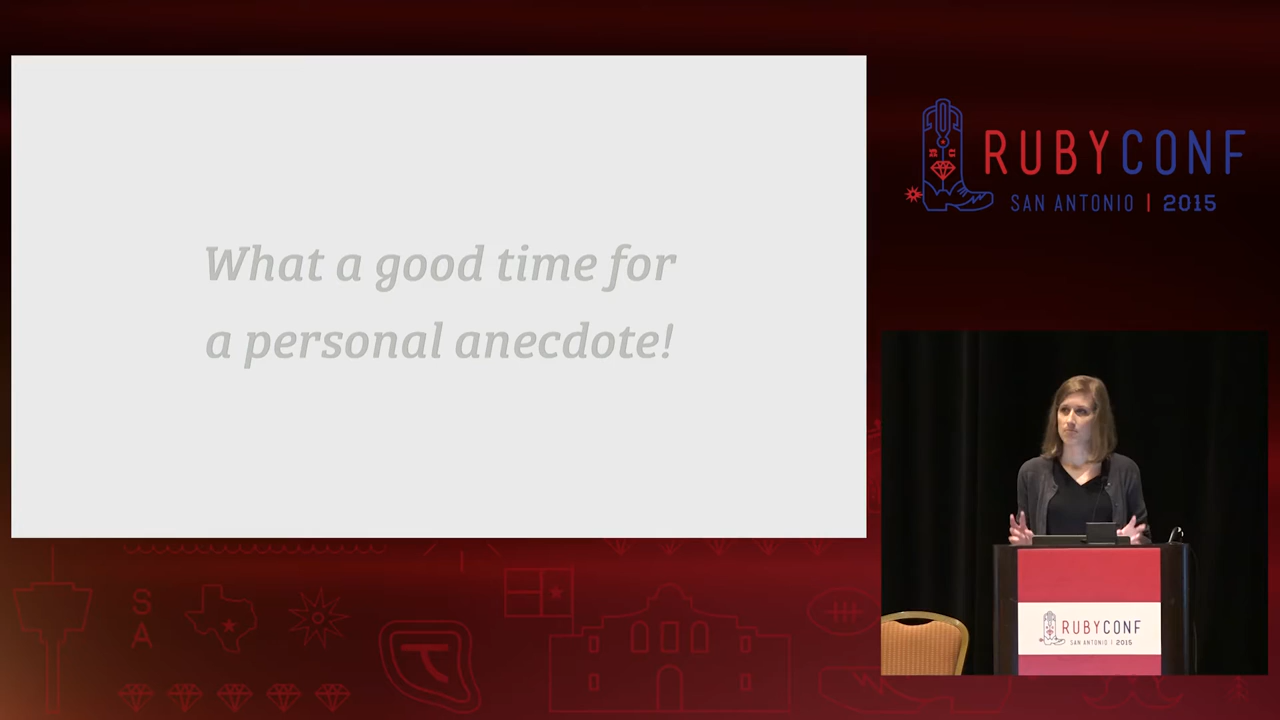 What a good time for
a personal anecdote!
RUBYCONF
SAN ANTONIO | 2015
S
A
RUBYCONF
SAN ANTONIO | 2015